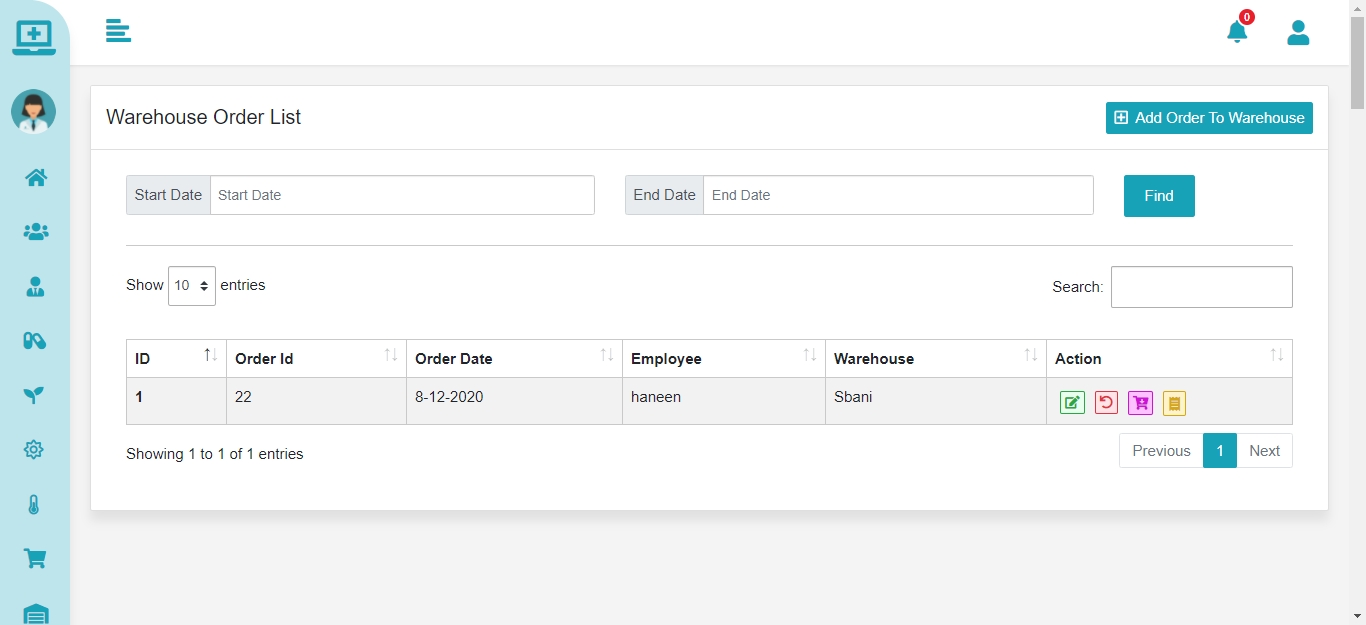 0
Warehouse Order List
Add Order To Warehouse
Start Date Start Date End Date End Date Find
Show 10 entries Search:
ID Order Id Order Date Employee Warehouse Action
1 22 8-12-2020 haneen Sbani
Showing 1 to 1 of 1 entries
Previous 1 Next